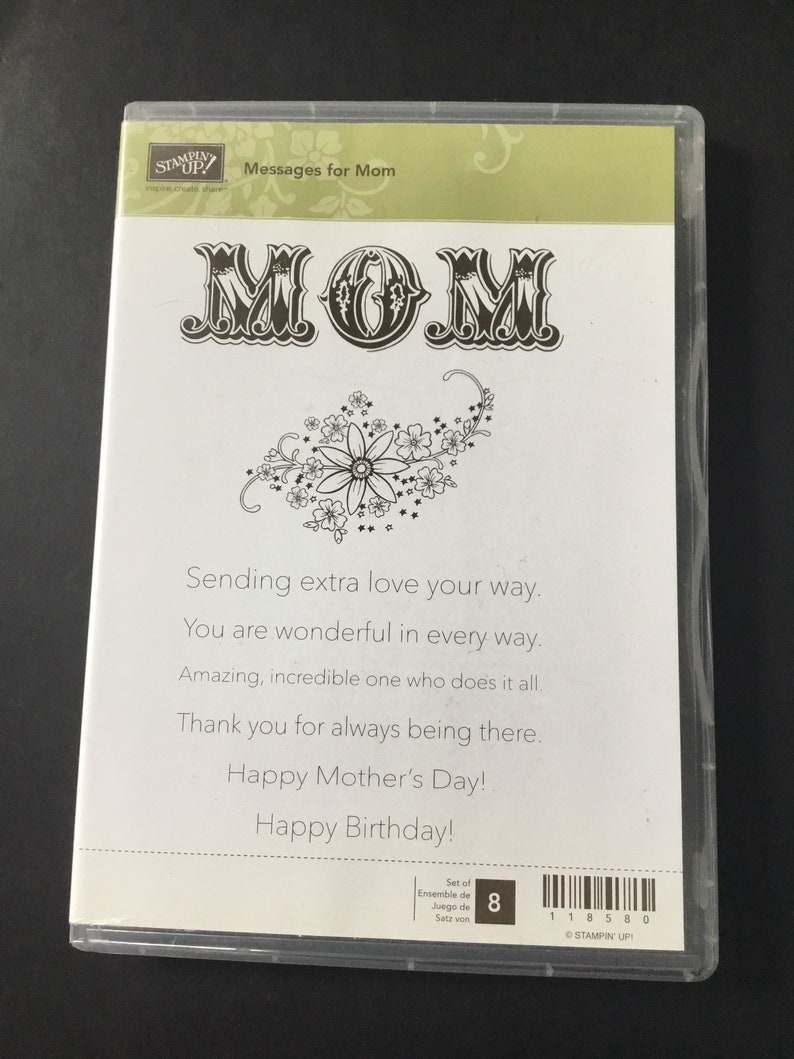 STAMPIN' UP!®
inspire. create. share™
Messages for Mom
MOM
Sending extra love your way.
You are wonderful in every way.
Amazing, incredible one who does it all.
Thank you for always being there.
Happy Mother's Day!
Happy Birthday!
Set of
Ensemble de
Juego de
Satz von
8
118580
© STAMPIN' UP!